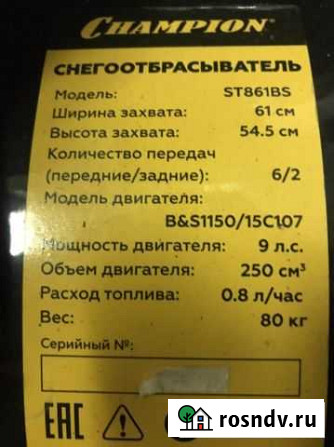 CHAMPION®
СНЕГООТБРАСЫВАТЕЛЬ
Модель: ST861BS
Ширина захвата: 61 см
Высота захвата: 54.5 см
Количество передач
(передние/задние): 6/2
Модель двигателя:
B&S1150/15C107
Мощность двигателя: 9 л.с.
Объем двигателя: 250 см³
Расход топлива: 0.8 л/час
Вес: 80 кг
Серийный №:
EAC
rosndv.ru